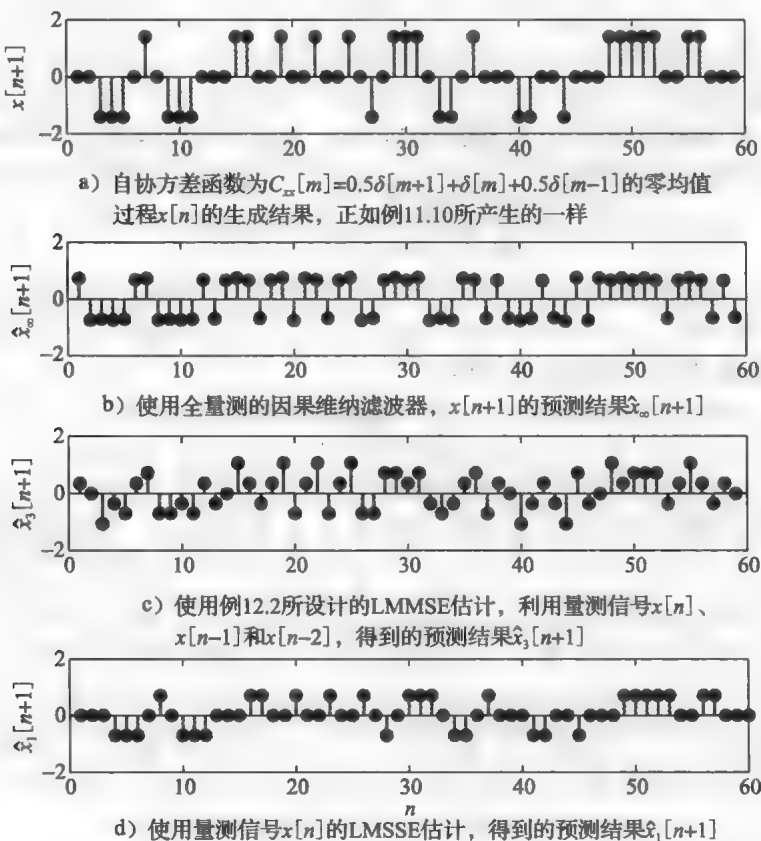 2
0
-2
x[n+1]
0 10 20 30 40 50 60
a）自协方差函数为C_xx[m]=0.5δ[m+1]+δ[m]+0.5δ[m-1]的零均值
过程x[n]的生成结果，正如例11.10所产生的一样
2
0
-2
x̂_∞[n+1]
0 10 20 30 40 50 60
b）使用全量测的因果维纳滤波器，x[n+1]的预测结果x̂_∞[n+1]
2
0
-2
x̂_3[n+1]
0 10 20 30 40 50 60
c）使用例12.2所设计的LMMSE估计，利用量测信号x[n]、
x[n-1]和x[n-2]，得到的预测结果x̂_3[n+1]
2
0
-2
x̂_1[n+1]
0 10 20 30 40 50 60
n
d）使用量测信号x[n]的LMSSE估计，得到的预测结果x̂_1[n+1]